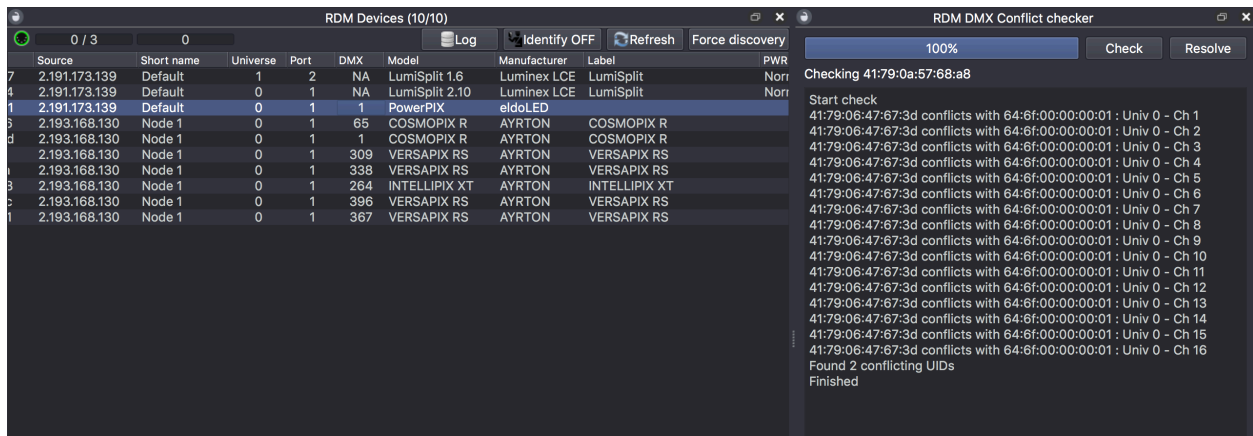 RDM Devices (10/10)
0 / 3 0 Log Identify OFF Refresh Force discovery
Source Short name Universe Port DMX Model Manufacturer Label PWR
7 2.191.173.139 Default 1 2 NA LumiSplit 1.6 Luminex LCE LumiSplit Norr
4 2.191.173.139 Default 0 1 NA LumiSplit 2.10 Luminex LCE LumiSplit Norr
1 2.191.173.139 Default 0 1 1 PowerPIX eldoLED
2.193.168.130 Node 1 0 1 65 COSMOPIX R AYRTON COSMOPIX R
d 2.193.168.130 Node 1 0 1 1 COSMOPIX R AYRTON COSMOPIX R
2.193.168.130 Node 1 0 1 309 VERSAPIX RS AYRTON VERSAPIX RS
2.193.168.130 Node 1 0 1 338 VERSAPIX RS AYRTON VERSAPIX RS
2.193.168.130 Node 1 0 1 264 INTELLIPIX XT AYRTON INTELLIPIX XT
2.193.168.130 Node 1 0 1 396 VERSAPIX RS AYRTON VERSAPIX RS
1 2.193.168.130 Node 1 0 1 367 VERSAPIX RS AYRTON VERSAPIX RS
RDM DMX Conflict checker
100% Check Resolve
Checking 41:79:0a:57:68:a8
Start check
41:79:06:47:67:3d conflicts with 64:6f:00:00:00:01 : Univ 0 - Ch 1
41:79:06:47:67:3d conflicts with 64:6f:00:00:00:01 : Univ 0 - Ch 2
41:79:06:47:67:3d conflicts with 64:6f:00:00:00:01 : Univ 0 - Ch 3
41:79:06:47:67:3d conflicts with 64:6f:00:00:00:01 : Univ 0 - Ch 4
41:79:06:47:67:3d conflicts with 64:6f:00:00:00:01 : Univ 0 - Ch 5
41:79:06:47:67:3d conflicts with 64:6f:00:00:00:01 : Univ 0 - Ch 6
41:79:06:47:67:3d conflicts with 64:6f:00:00:00:01 : Univ 0 - Ch 7
41:79:06:47:67:3d conflicts with 64:6f:00:00:00:01 : Univ 0 - Ch 8
41:79:06:47:67:3d conflicts with 64:6f:00:00:00:01 : Univ 0 - Ch 9
41:79:06:47:67:3d conflicts with 64:6f:00:00:00:01 : Univ 0 - Ch 10
41:79:06:47:67:3d conflicts with 64:6f:00:00:00:01 : Univ 0 - Ch 11
41:79:06:47:67:3d conflicts with 64:6f:00:00:00:01 : Univ 0 - Ch 12
41:79:06:47:67:3d conflicts with 64:6f:00:00:00:01 : Univ 0 - Ch 13
41:79:06:47:67:3d conflicts with 64:6f:00:00:00:01 : Univ 0 - Ch 14
41:79:06:47:67:3d conflicts with 64:6f:00:00:00:01 : Univ 0 - Ch 15
41:79:06:47:67:3d conflicts with 64:6f:00:00:00:01 : Univ 0 - Ch 16
Found 2 conflicting UIDs
Finished